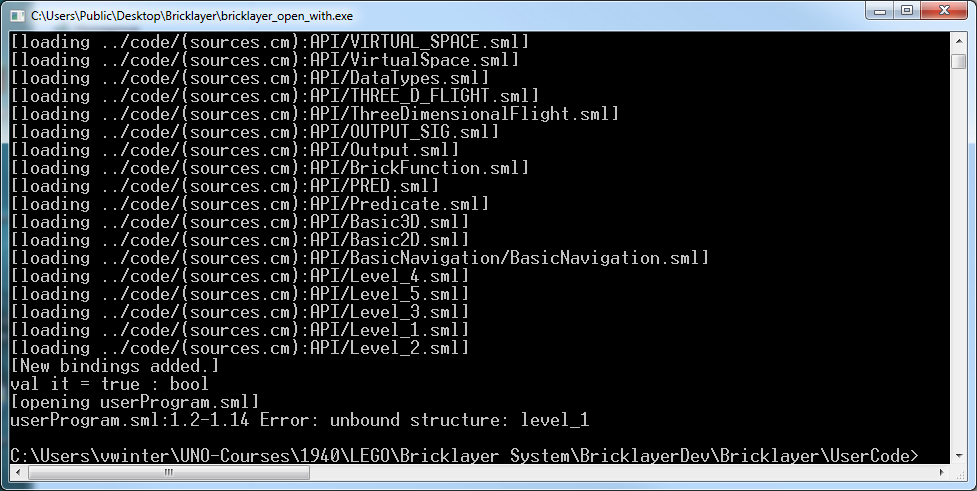 C:\Users\Public\Desktop\Bricklayer\bricklayer_open_with.exe
[loading ../code/(sources.cm):API/VIRTUAL_SPACE.sml]
[loading ../code/(sources.cm):API/VirtualSpace.sml]
[loading ../code/(sources.cm):API/DataTypes.sml]
[loading ../code/(sources.cm):API/THREE_D_FLIGHT.sml]
[loading ../code/(sources.cm):API/ThreeDimensionalFlight.sml]
[loading ../code/(sources.cm):API/OUTPUT_SIG.sml]
[loading ../code/(sources.cm):API/Output.sml]
[loading ../code/(sources.cm):API/BrickFunction.sml]
[loading ../code/(sources.cm):API/PRED.sml]
[loading ../code/(sources.cm):API/Predicate.sml]
[loading ../code/(sources.cm):API/Basic3D.sml]
[loading ../code/(sources.cm):API/Basic2D.sml]
[loading ../code/(sources.cm):API/BasicNavigation/BasicNavigation.sml]
[loading ../code/(sources.cm):API/Level_4.sml]
[loading ../code/(sources.cm):API/Level_5.sml]
[loading ../code/(sources.cm):API/Level_3.sml]
[loading ../code/(sources.cm):API/Level_1.sml]
[loading ../code/(sources.cm):API/Level_2.sml]
[New bindings added.]
val it = true : bool
[opening userProgram.sml]
userProgram.sml:1.2-1.14 Error: unbound structure: level_1
C:\Users\vwinter\UNO-Courses\1940\LEGO\Bricklayer System\BricklayerDev\Bricklayer\UserCode>